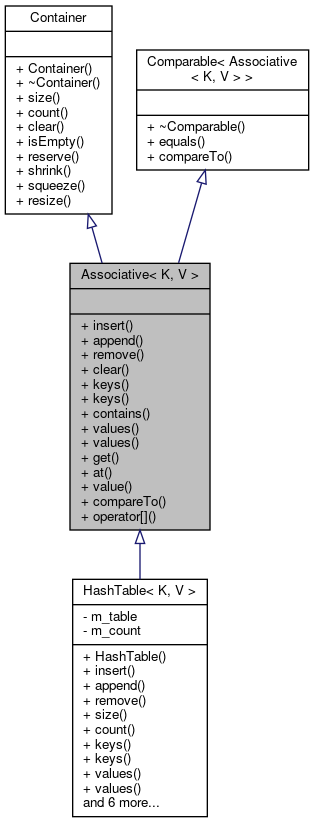 Container
+ Container()
+ ~Container()
+ size()
+ count()
+ clear()
+ isEmpty()
+ reserve()
+ shrink()
+ squeeze()
+ resize()
Comparable< Associative
< K, V > >
+ ~Comparable()
+ equals()
+ compareTo()
Associative< K, V >
+ insert()
+ append()
+ remove()
+ clear()
+ keys()
+ keys()
+ contains()
+ values()
+ values()
+ get()
+ at()
+ value()
+ compareTo()
+ operator[]()
HashTable< K, V >
- m_table
- m_count
+ HashTable()
+ insert()
+ append()
+ remove()
+ size()
+ count()
+ keys()
+ keys()
+ values()
+ values()
and 6 more...